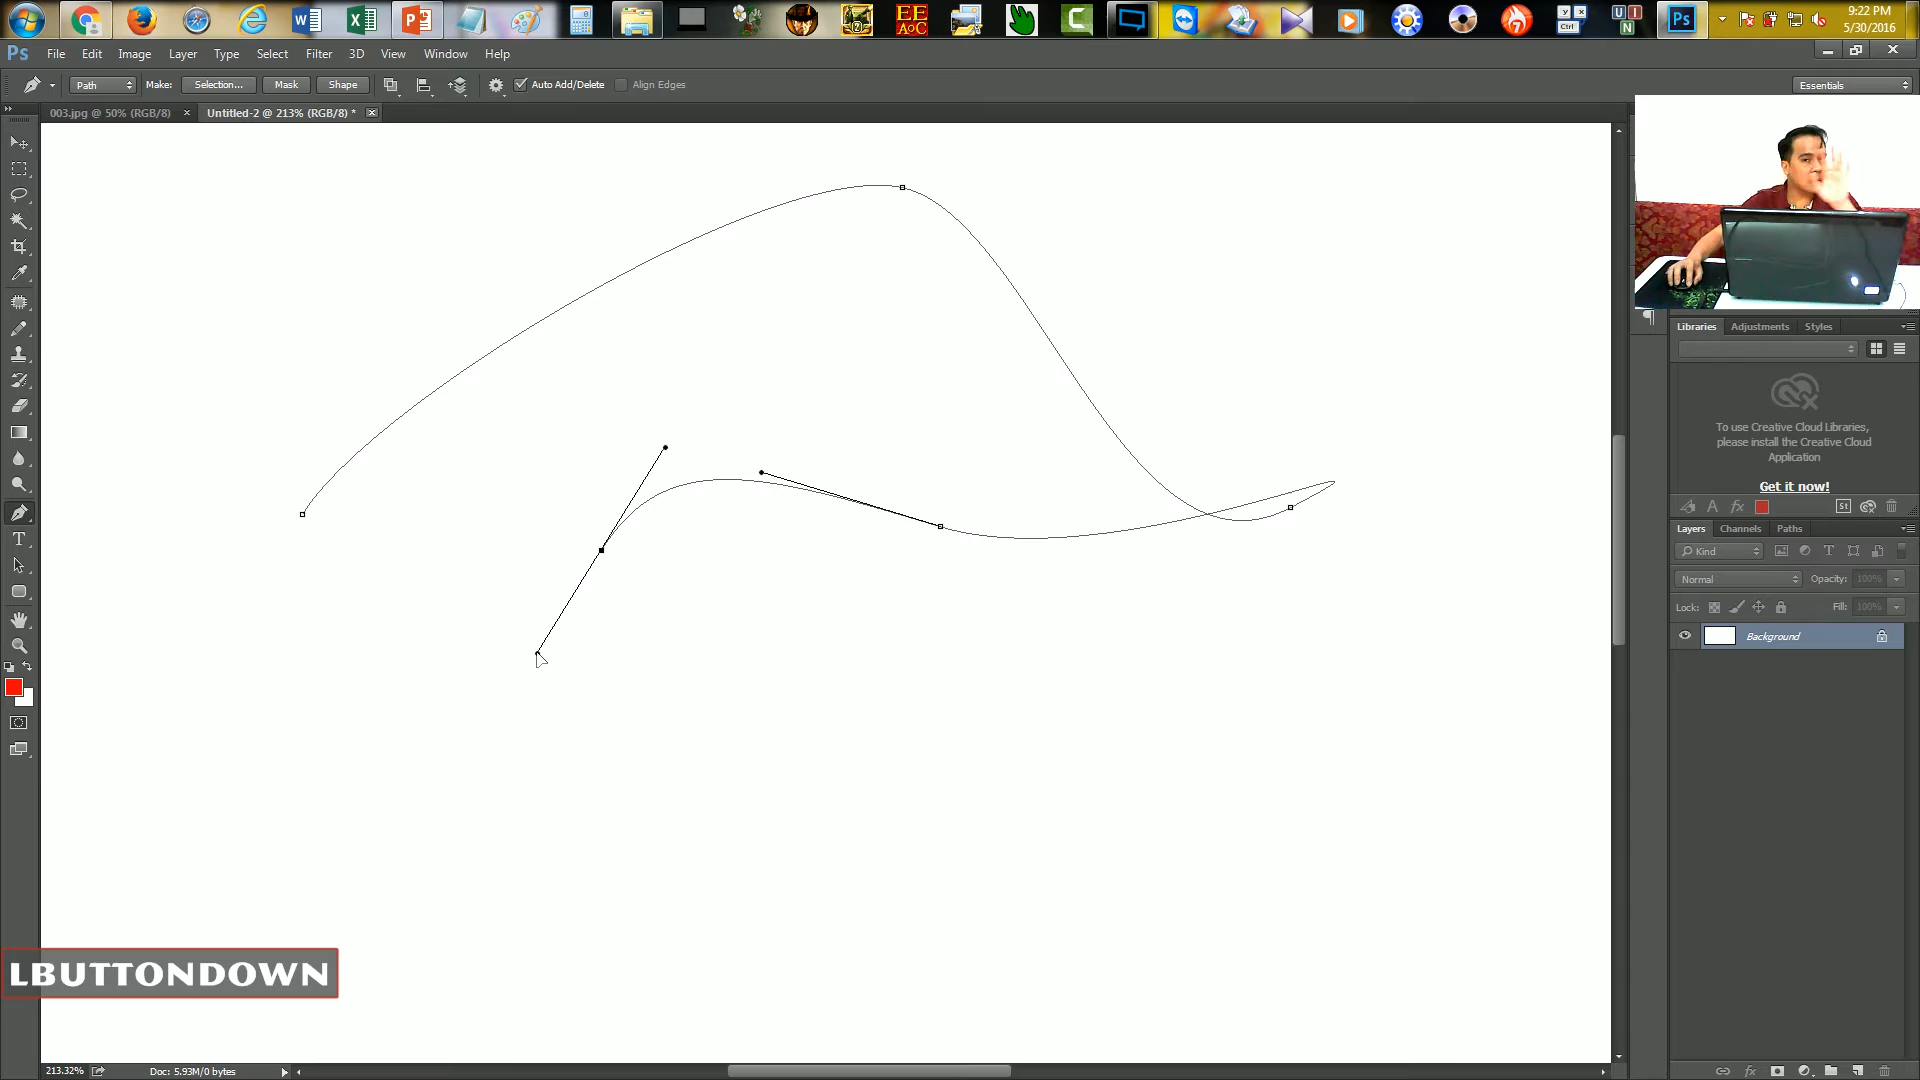 9:22 PM
5/30/2016
Ps File Edit Image Layer Type Select Filter 3D View Window Help
Path Make: Selection... Mask Shape Auto Add/Delete Align Edges Essentials
003.jpg @ 50% (RGB/8) Untitled-2 @ 213% (RGB/8) *
Libraries Adjustments Styles
To use Creative Cloud Libraries,
please install the Creative Cloud
Application
Get it now!
St
Layers Channels Paths
Kind
Normal Opacity: 100%
Lock: Fill: 100%
Background
LBUTTONDOWN
213.32% Doc: 5.93M/0 bytes